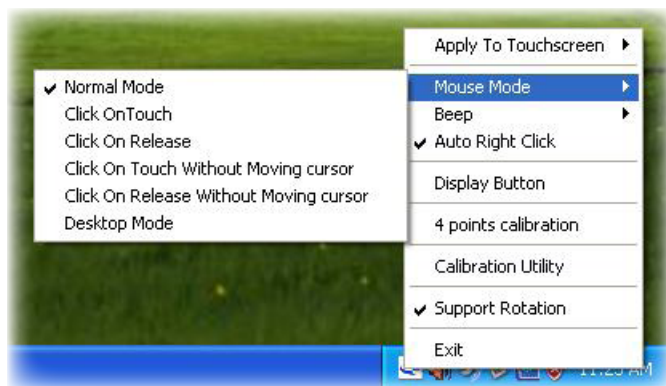 Apply To Touchscreen
Mouse Mode
Beep
Auto Right Click
Display Button
4 points calibration
Calibration Utility
Support Rotation
Exit
Normal Mode
Click OnTouch
Click On Release
Click On Touch Without Moving cursor
Click On Release Without Moving cursor
Desktop Mode
AM